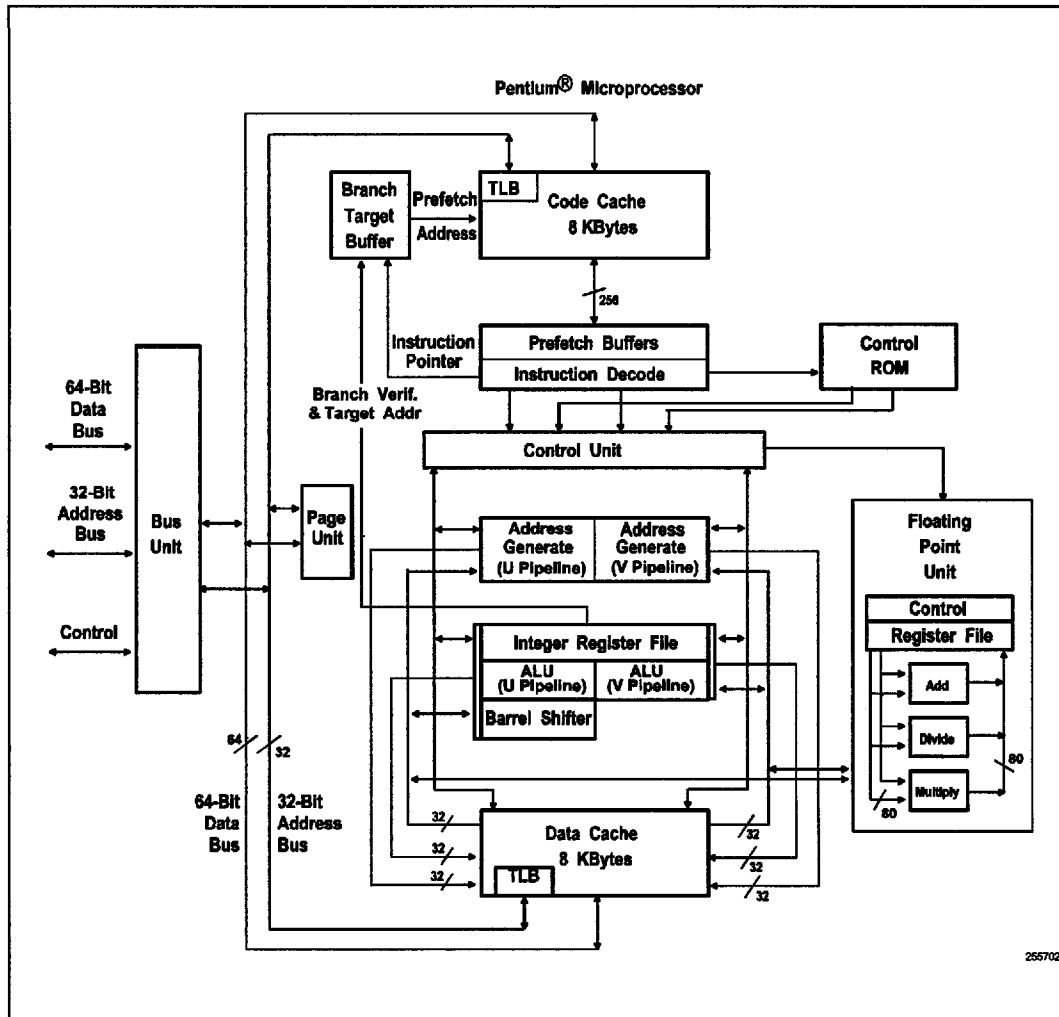 Pentium® Microprocessor
TLB
Code Cache
8 KBytes
Branch
Target
Buffer
Prefetch
Address
256
Instruction
Pointer
Prefetch Buffers
Instruction Decode
Control
ROM
Branch Verif.
& Target Addr
64-Bit
Data
Bus
32-Bit
Address
Bus
Control
Bus
Unit
Page
Unit
Control Unit
Address
Generate
(U Pipeline)
Address
Generate
(V Pipeline)
Integer Register File
ALU
(U Pipeline)
ALU
(V Pipeline)
Barrel Shifter
Floating
Point
Unit
Control
Register File
Add
Divide
Multiply
80
80
64
32
64-Bit
Data
Bus
32-Bit
Address
Bus
32
32
32
Data Cache
8 KBytes
TLB
32
32
32
255702